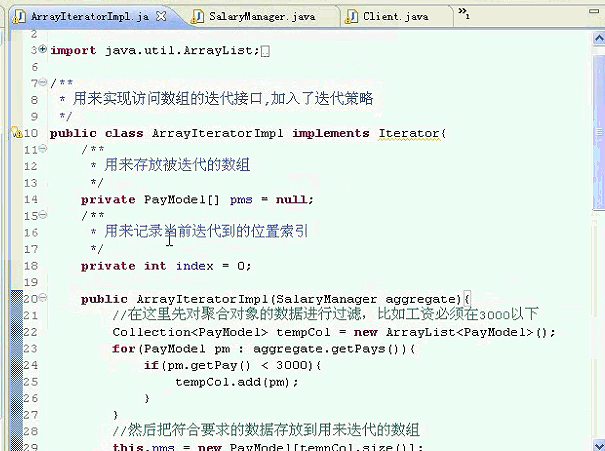 ArrayIteratorImpl.ja SalaryManager.java Client.java »1
2
3 import java.util.ArrayList;
6
7 /**
8 * 用来实现访问数组的迭代接口,加入了迭代策略
9 */
10 public class ArrayIteratorImpl implements Iterator{
11 /**
12 * 用来存放被迭代的数组
13 */
14 private PayModel[] pms = null;
15 /**
16 * 用来记录当前迭代到的位置索引
17 */
18 private int index = 0;
19
20 public ArrayIteratorImpl(SalaryManager aggregate){
21 //在这里先对聚合对象的数据进行过滤，比如工资必须在3000以下
22 Collection<PayModel> tempCol = new ArrayList<PayModel>();
23 for(PayModel pm : aggregate.getPays()){
24 if(pm.getPay() < 3000){
25 tempCol.add(pm);
26 }
27 }
28 //然后把符合要求的数据存放到用来迭代的数组
29 this.pms = new PayModel[tempCol.size()];